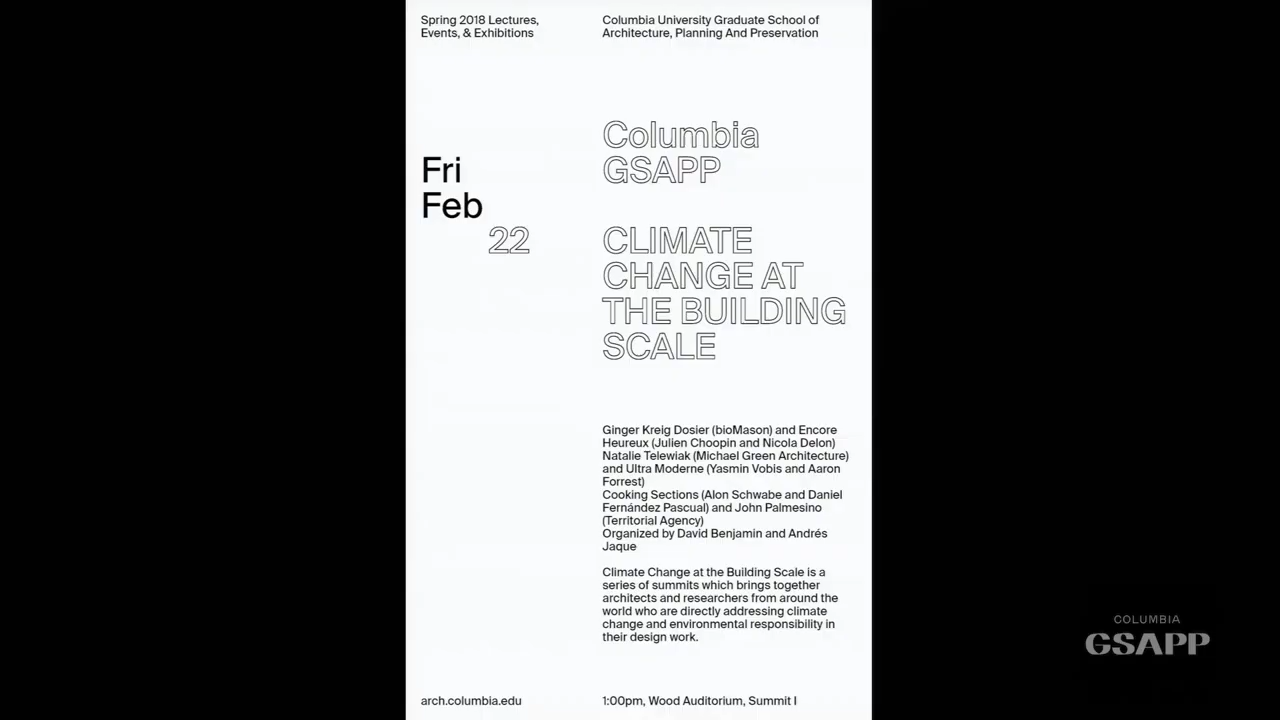 Spring 2018 Lectures,
Events, & Exhibitions
Columbia University Graduate School of
Architecture, Planning And Preservation
Fri
Feb
22
Columbia
GSAPP
CLIMATE
CHANGE AT
THE BUILDING
SCALE
Ginger Kreig Dosier (bioMason) and Encore
Heureux (Julien Choopin and Nicola Delon)
Natalie Telewiak (Michael Green Architecture)
and Ultra Moderne (Yasmin Vobis and Aaron
Forrest)
Cooking Sections (Alon Schwabe and Daniel
Fernández Pascual) and John Palmesino
(Territorial Agency)
Organized by David Benjamin and Andrés
Jaque
Climate Change at the Building Scale is a
series of summits which brings together
architects and researchers from around the
world who are directly addressing climate
change and environmental responsibility in
their design work.
arch.columbia.edu
1:00pm, Wood Auditorium, Summit I
COLUMBIA
GSAPP